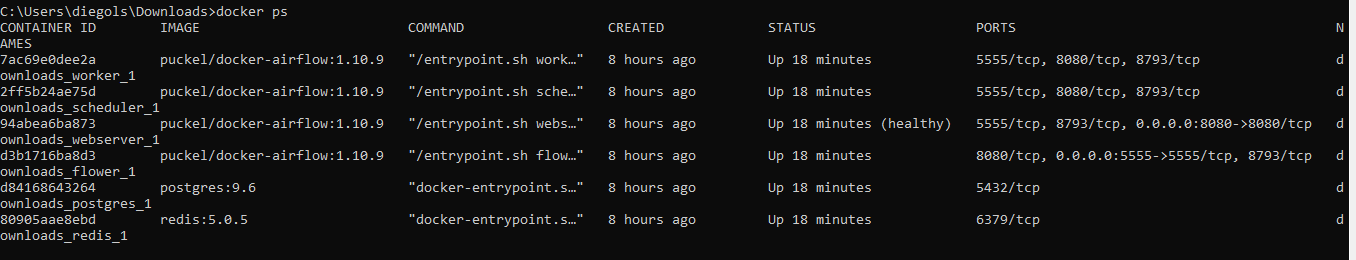 C:\Users\diegols\Downloads>docker ps
CONTAINER ID        IMAGE                          COMMAND                  CREATED             STATUS                    PORTS                                        N
AMES
7ac69e0dee2a        puckel/docker-airflow:1.10.9   "/entrypoint.sh work…"   8 hours ago         Up 18 minutes             5555/tcp, 8080/tcp, 8793/tcp                 d
ownloads_worker_1
2ff5b24ae75d        puckel/docker-airflow:1.10.9   "/entrypoint.sh sche…"   8 hours ago         Up 18 minutes             5555/tcp, 8080/tcp, 8793/tcp                 d
ownloads_scheduler_1
94abea6ba873        puckel/docker-airflow:1.10.9   "/entrypoint.sh webs…"   8 hours ago         Up 18 minutes (healthy)   5555/tcp, 8793/tcp, 0.0.0.0:8080->8080/tcp   d
ownloads_webserver_1
d3b1716ba8d3        puckel/docker-airflow:1.10.9   "/entrypoint.sh flow…"   8 hours ago         Up 18 minutes             8080/tcp, 0.0.0.0:5555->5555/tcp, 8793/tcp   d
ownloads_flower_1
d84168643264        postgres:9.6                   "docker-entrypoint.s…"   8 hours ago         Up 18 minutes             5432/tcp                                     d
ownloads_postgres_1
80905aae8ebd        redis:5.0.5                    "docker-entrypoint.s…"   8 hours ago         Up 18 minutes             6379/tcp                                     d
ownloads_redis_1